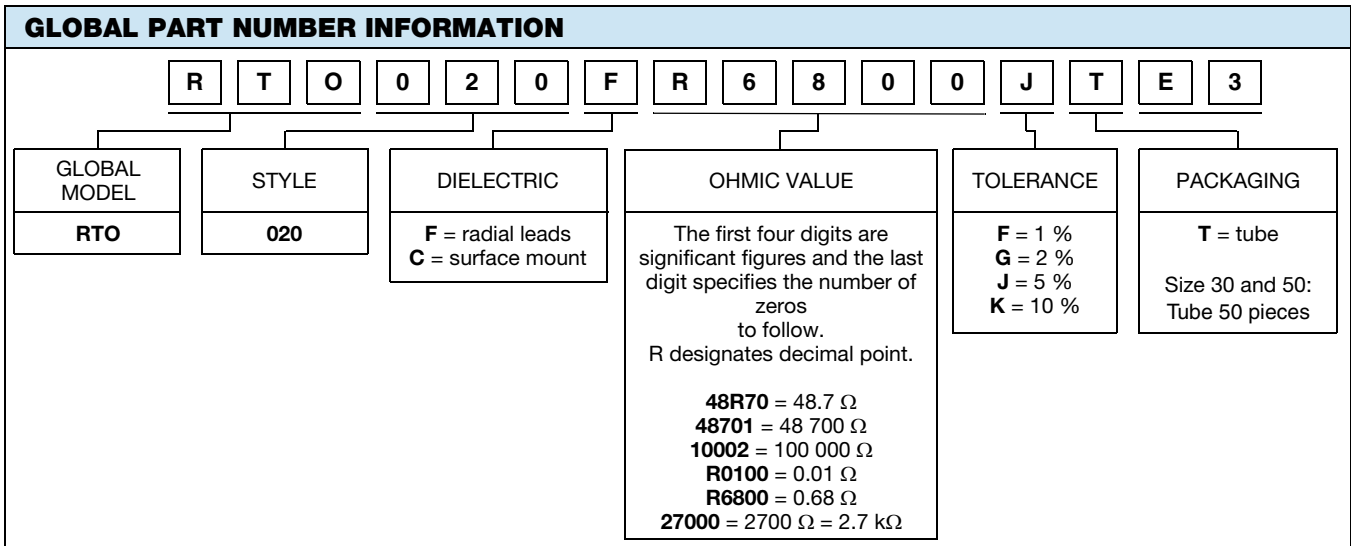 GLOBAL PART NUMBER INFORMATION
R T O 0 2 0 F R 6 8 0 0 J T E 3
GLOBAL
MODEL
RTO
STYLE
020
DIELECTRIC
F = radial leads
C = surface mount
OHMIC VALUE
The first four digits are
significant figures and the last
digit specifies the number of
zeros
to follow.
R designates decimal point.
48R70 = 48.7 Ω
48701 = 48 700 Ω
10002 = 100 000 Ω
R0100 = 0.01 Ω
R6800 = 0.68 Ω
27000 = 2700 Ω = 2.7 kΩ
TOLERANCE
F = 1 %
G = 2 %
J = 5 %
K = 10 %
PACKAGING
T = tube
Size 30 and 50:
Tube 50 pieces